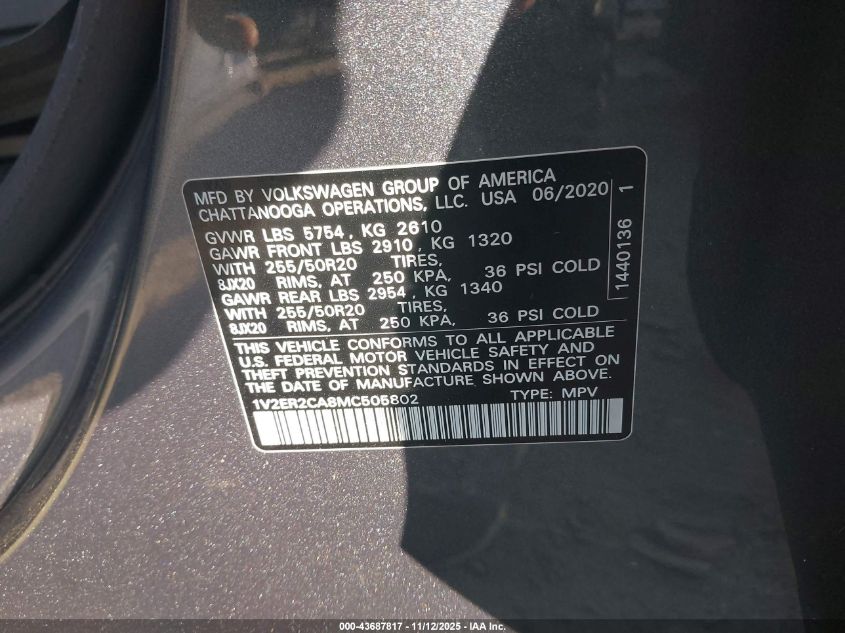 MFD BY VOLKSWAGEN GROUP OF AMERICA
CHATTANOOGA OPERATIONS, LLC. USA 06/2020
GVWR LBS 5754, KG 2610
GAWR FRONT LBS 2910, KG 1320
WITH 255/50R20 TIRES,
8JX20 RIMS, AT 250 KPA, 36 PSI COLD
GAWR REAR LBS 2954, KG 1340
WITH 255/50R20 TIRES,
8JX20 RIMS, AT 250 KPA, 36 PSI COLD
THIS VEHICLE CONFORMS TO ALL APPLICABLE
U.S. FEDERAL MOTOR VEHICLE SAFETY AND
THEFT PREVENTION STANDARDS IN EFFECT ON
THE DATE OF MANUFACTURE SHOWN ABOVE.
1V2ER2CA8MC505802 TYPE: MPV
1440136 1
000-43687817 - 11/12/2025 - IAA Inc.